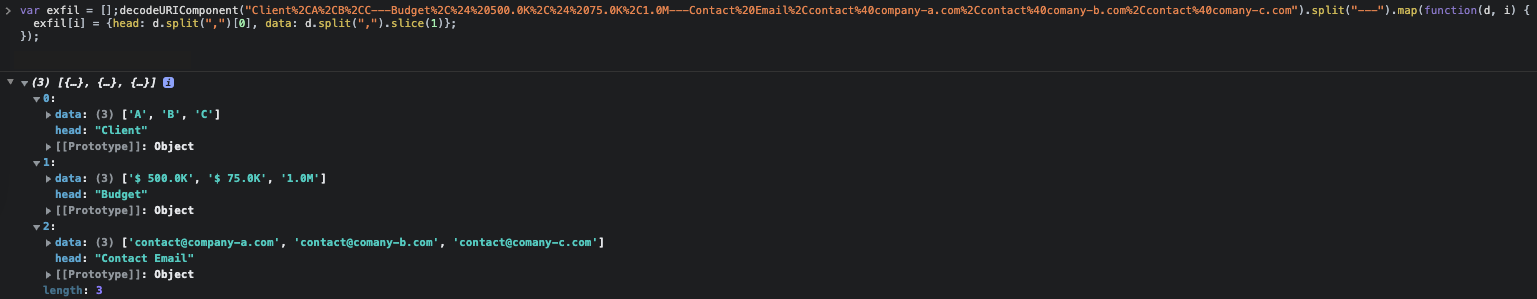 > var exfil = [];decodeURIComponent("Client%2CA%2CB%2CC---Budget%2C%24%20500.0K%2C%24%2075.0K%2C1.0M---Contact%20Email%2Ccontact%40company-a.com%2Ccontact%40comany-b.com%2Ccontact%40comany-c.com").split("---").map(function(d, i) {
exfil[i] = {head: d.split(",")[0], data: d.split(",").slice(1)};
});
▼ ▼(3) [{…}, {…}, {…}] i
▼0:
▶data: (3) ['A', 'B', 'C']
head: "Client"
▶[[Prototype]]: Object
▼1:
▶data: (3) ['$ 500.0K', '$ 75.0K', '1.0M']
head: "Budget"
▶[[Prototype]]: Object
▼2:
▶data: (3) ['contact@company-a.com', 'contact@comany-b.com', 'contact@comany-c.com']
head: "Contact Email"
▶[[Prototype]]: Object
length: 3